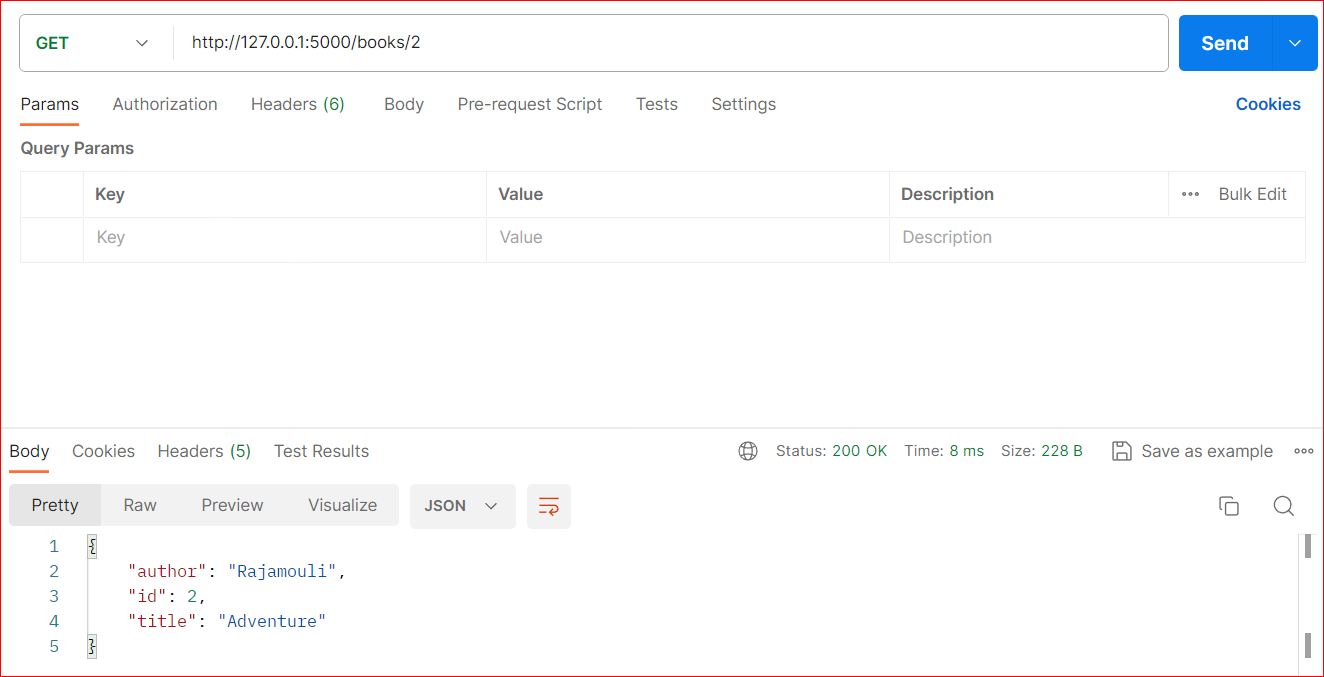 GET http://127.0.0.1:5000/books/2 Send
Params Authorization Headers (6) Body Pre-request Script Tests Settings Cookies
Query Params
Key Value Description Bulk Edit
Key Value Description
Body Cookies Headers (5) Test Results Status: 200 OK Time: 8 ms Size: 228 B Save as example
Pretty Raw Preview Visualize JSON
1 {
2 "author": "Rajamouli",
3 "id": 2,
4 "title": "Adventure"
5 }